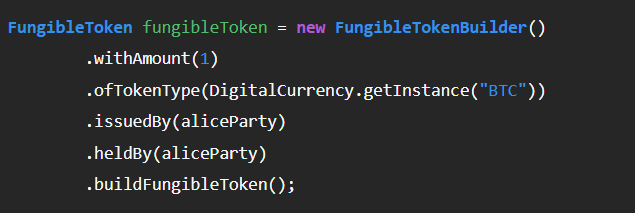 FungibleToken fungibleToken = new FungibleTokenBuilder()
.withAmount(1)
.ofTokenType(DigitalCurrency.getInstance("BTC"))
.issuedBy(aliceParty)
.heldBy(aliceParty)
.buildFungibleToken();